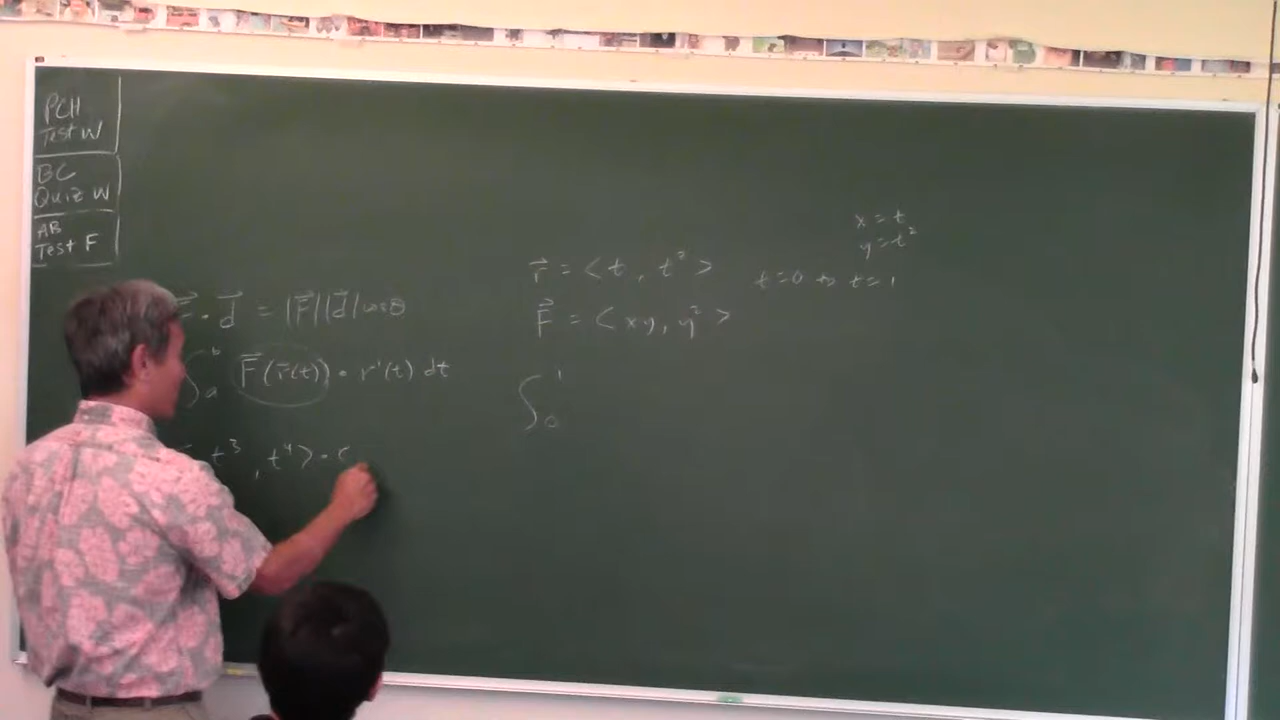 PCH
Test W
BC
Quiz W
AB
Test F
x = t
y = t²
r⃗ = < t , t² >
t=0 to t=1
F⃗ = < xy, y² >
· d⃗ = |F⃗||d⃗| cos θ
∫ₐᵇ F⃗(r⃗(t)) · r'(t) dt
∫₀¹
t³ , t⁴ > · <